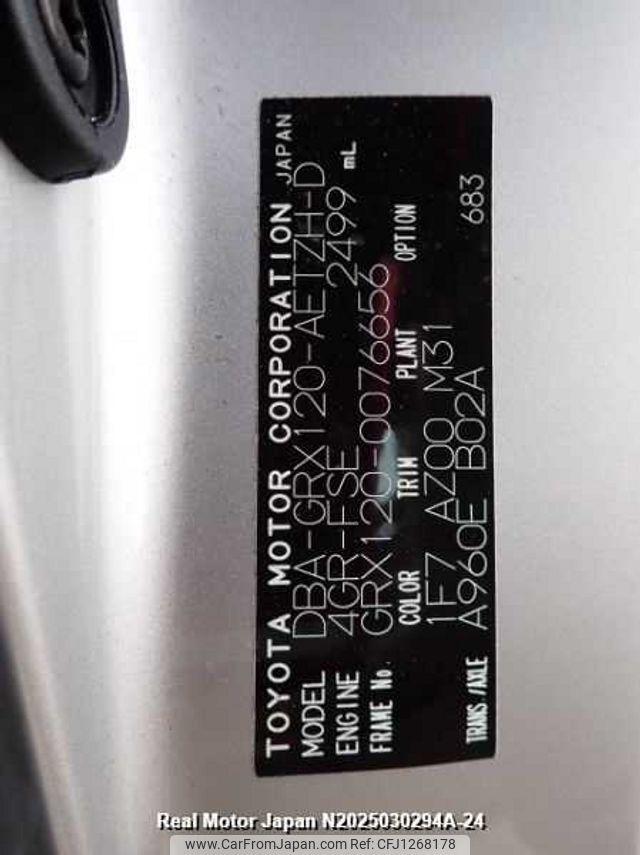 TOYOTA MOTOR CORPORATION JAPAN
MODEL DBA-GRX120-AETZH-D
ENGINE 4GR-FSE 2499 mL
FRAME No. GRX120-0076656
COLOR TRIM PLANT OPTION
1F7 AZ00 M31
TRANS./AXLE A960E B02A 683
Real Motor Japan N2025030294A-24
www.CarFromJapan.com CFJ1268178